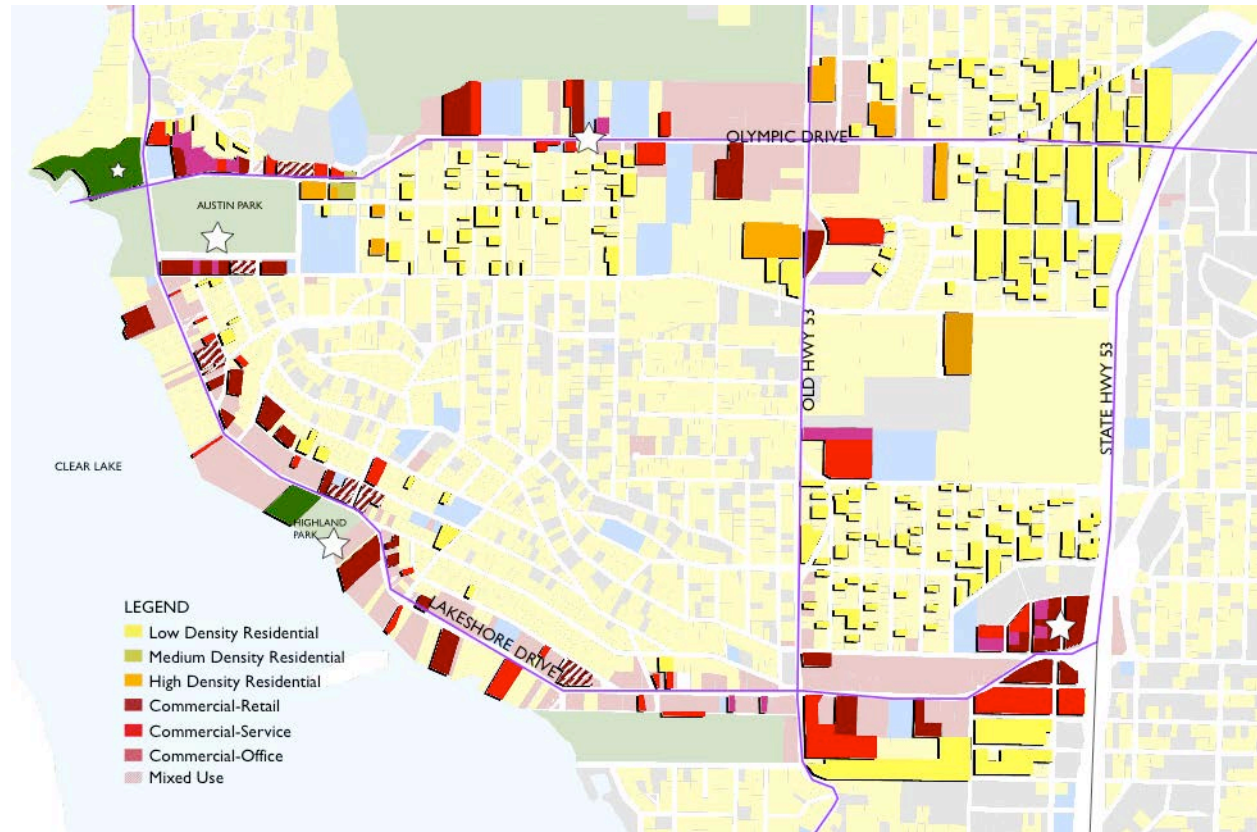 OLYMPIC DRIVE
AUSTIN PARK
OLD HWY 53
STATE HWY 53
CLEAR LAKE
HIGHLAND
PARK
LAKESHORE DRIVE
LEGEND
Low Density Residential
Medium Density Residential
High Density Residential
Commercial-Retail
Commercial-Service
Commercial-Office
Mixed Use